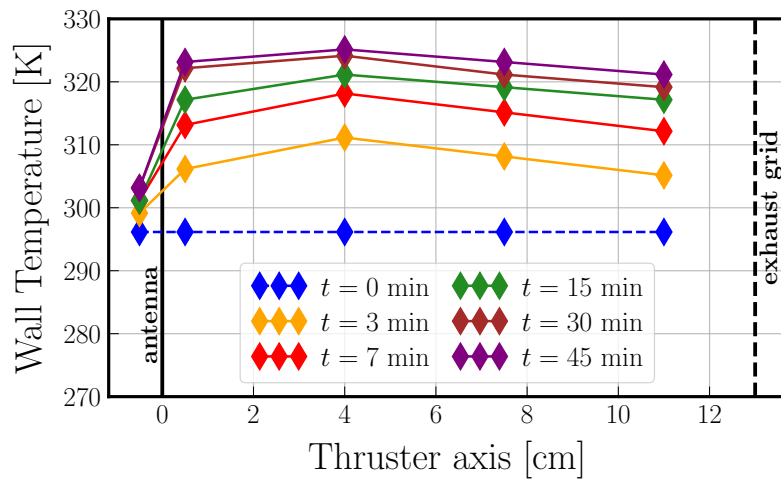 330
320
310
300
290
280
270
Wall Temperature [K]
antenna
exhaust grid
t = 0 min
t = 3 min
t = 7 min
t = 15 min
t = 30 min
t = 45 min
0 2 4 6 8 10 12
Thruster axis [cm]